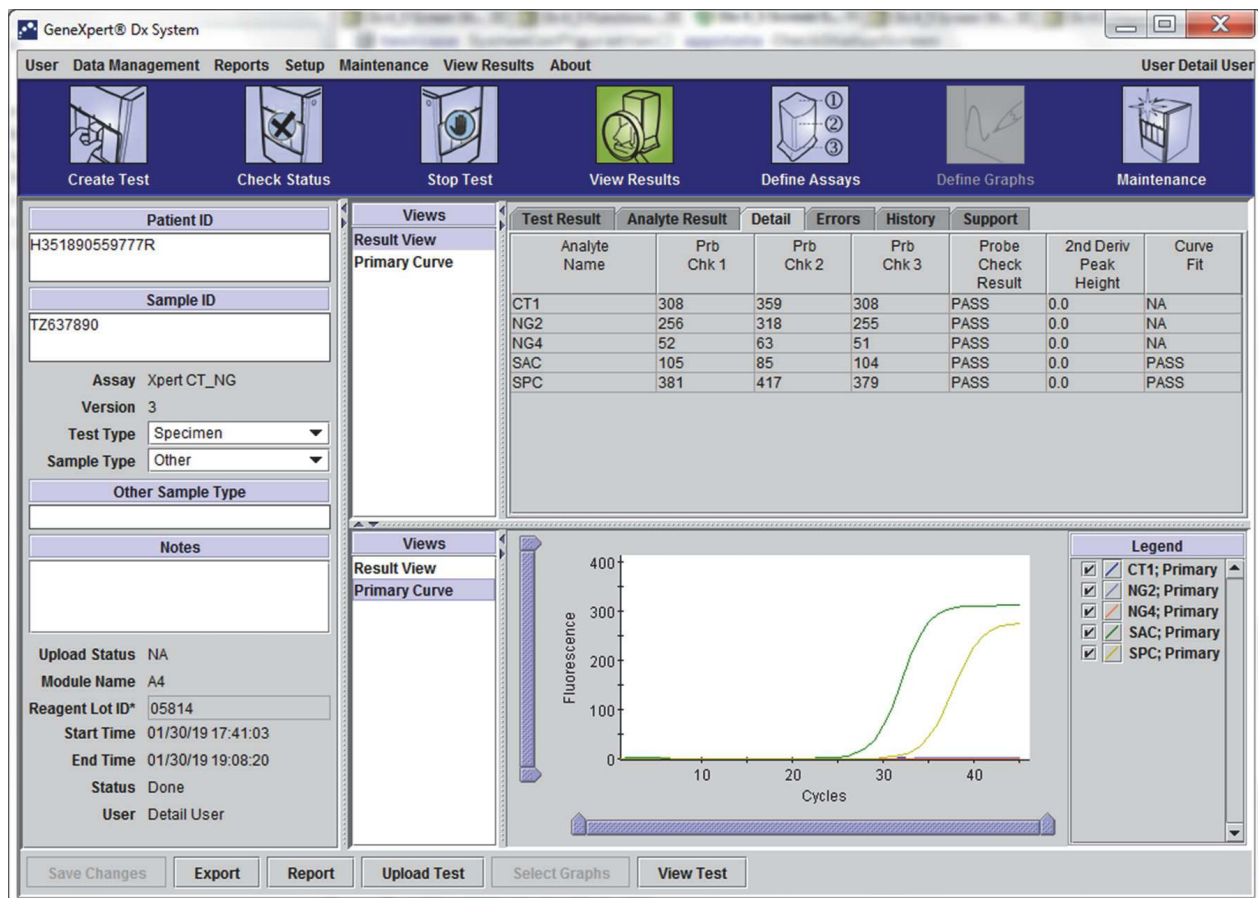 GeneXpert® Dx System
User Data Management Reports Setup Maintenance View Results About User Detail User
Create Test Check Status Stop Test View Results Define Assays Define Graphs Maintenance
① ② ③
Patient ID
H351890559777R
Sample ID
TZ637890
Assay Xpert CT_NG
Version 3
Test Type Specimen
Sample Type Other
Other Sample Type
Notes
Upload Status NA
Module Name A4
Reagent Lot ID* 05814
Start Time 01/30/19 17:41:03
End Time 01/30/19 19:08:20
Status Done
User Detail User
Views
Result View
Primary Curve
Test Result Analyte Result Detail Errors History Support
Analyte Prb Prb Prb Probe 2nd Deriv Curve
Name Chk 1 Chk 2 Chk 3 Check Peak Fit
Result Height
CT1 308 359 308 PASS 0.0 NA
NG2 256 318 255 PASS 0.0 NA
NG4 52 63 51 PASS 0.0 NA
SAC 105 85 104 PASS 0.0 PASS
SPC 381 417 379 PASS 0.0 PASS
Views
Result View
Primary Curve
400
300
200
100
0
Fluorescence
10 20 30 40
Cycles
Legend
CT1; Primary
NG2; Primary
NG4; Primary
SAC; Primary
SPC; Primary
Save Changes Export Report Upload Test Select Graphs View Test